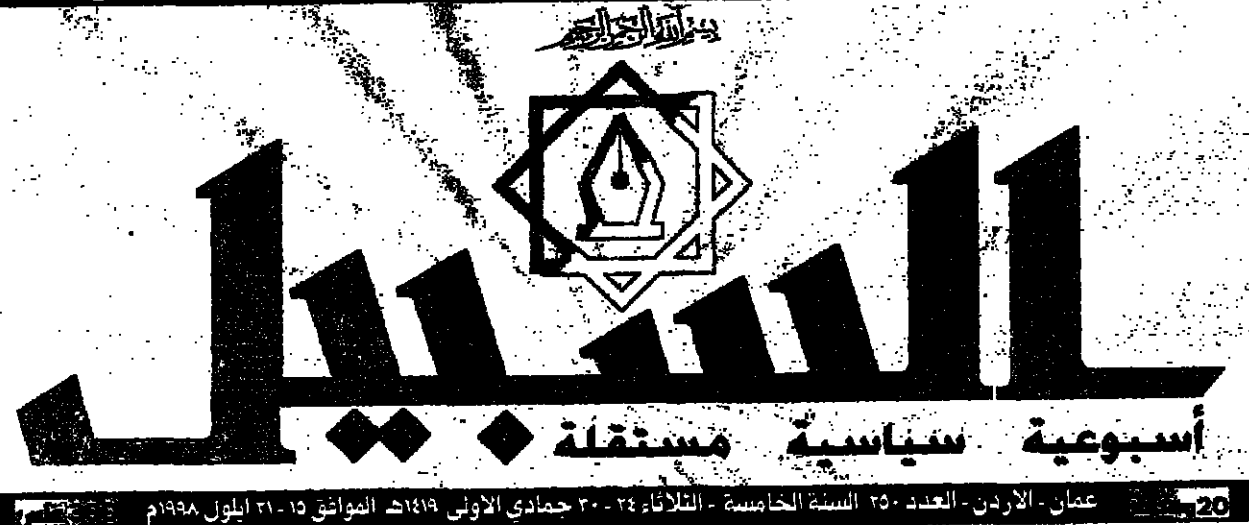 بسم الله الرحمن الرحيم
السبيل
أسبوعية سياسية مستقلة
عمان - الاردن - العدد ٢٥٠ السنة الخامسة - الثلاثاء ٢٤ - ٣٠ جمادي الاولى ١٤١٩هـ الموافق ١٥ - ٢١ ايلول ١٩٩٨م
20